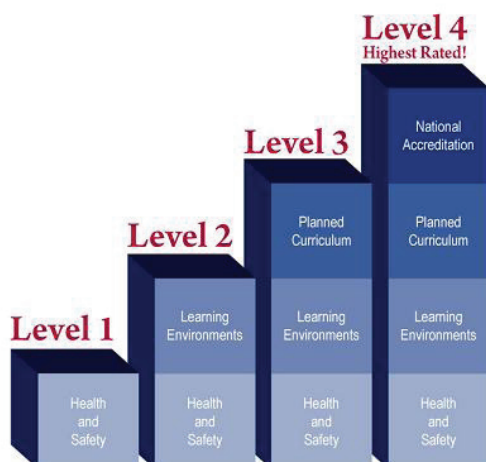 Level 1
Health
and
Safety
Level 2
Learning
Environments
Health
and
Safety
Level 3
Planned
Curriculum
Learning
Environments
Health
and
Safety
Level 4
Highest Rated!
National
Accreditation
Planned
Curriculum
Learning
Environments
Health
and
Safety